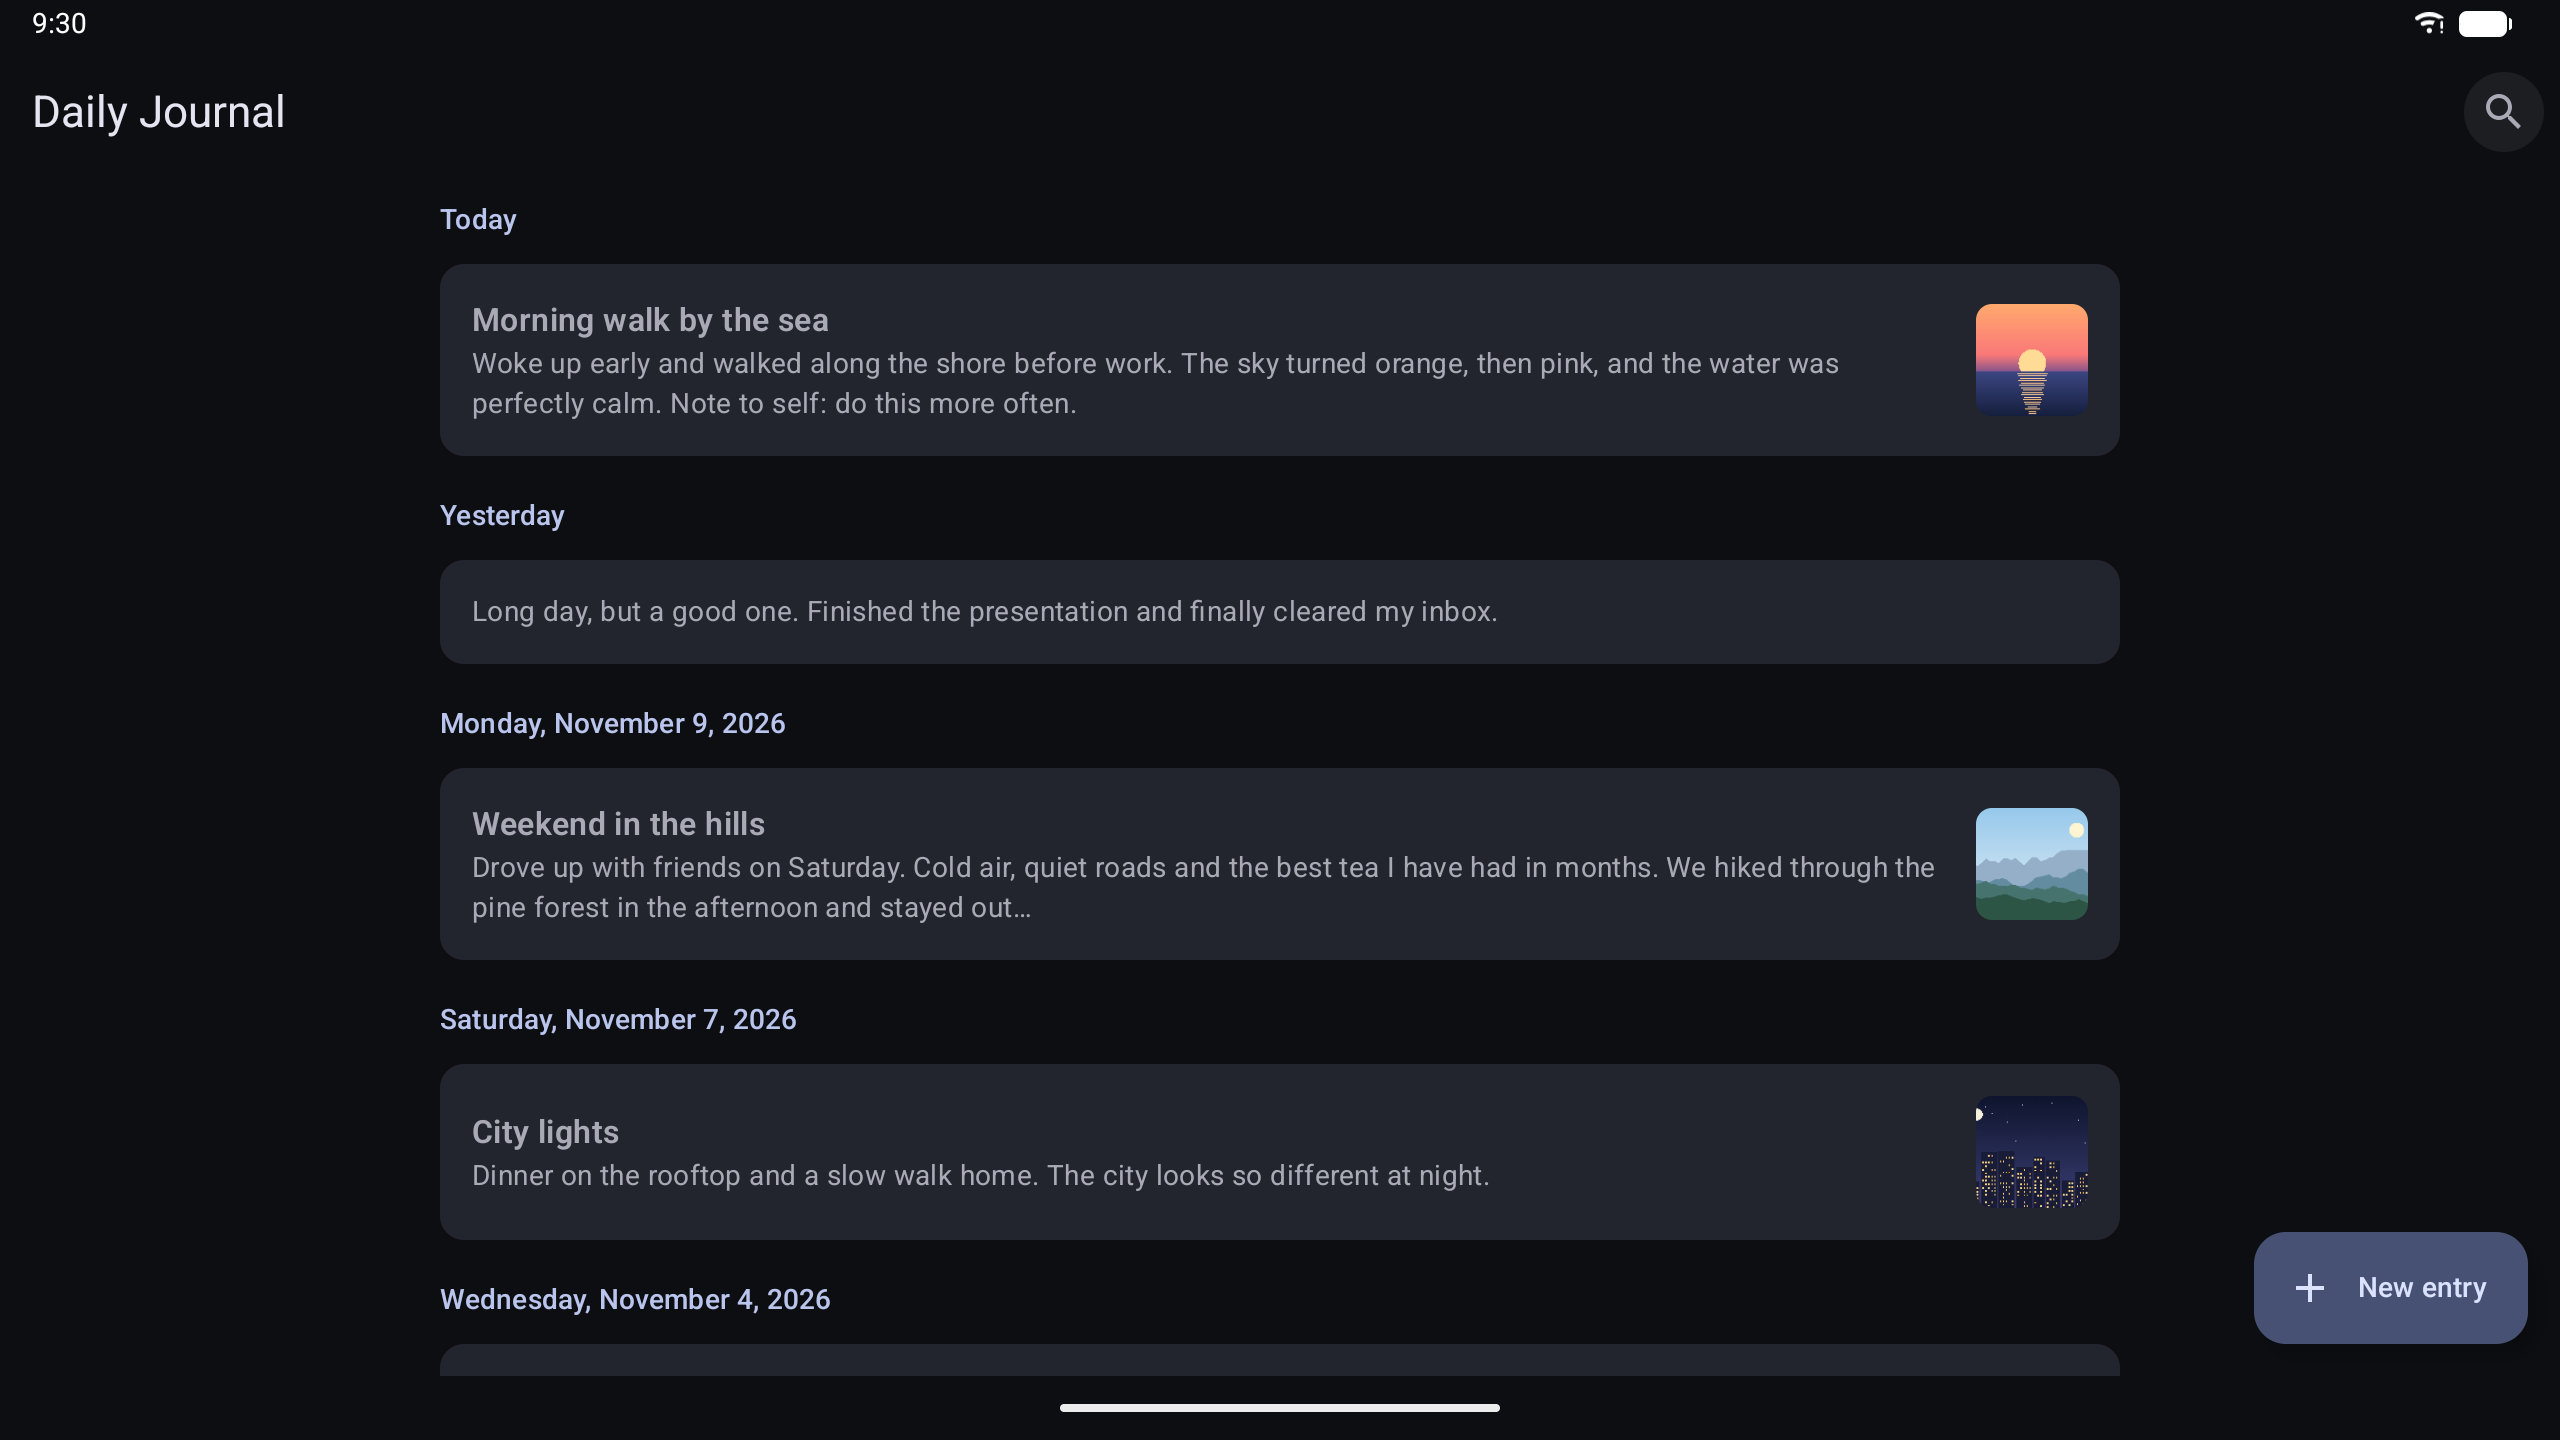 9:30
Daily Journal
Today
Morning walk by the sea
Woke up early and walked along the shore before work. The sky turned orange, then pink, and the water was
perfectly calm. Note to self: do this more often.
Yesterday
Long day, but a good one. Finished the presentation and finally cleared my inbox.
Monday, November 9, 2026
Weekend in the hills
Drove up with friends on Saturday. Cold air, quiet roads and the best tea I have had in months. We hiked through the
pine forest in the afternoon and stayed out…
Saturday, November 7, 2026
City lights
Dinner on the rooftop and a slow walk home. The city looks so different at night.
Wednesday, November 4, 2026
New entry